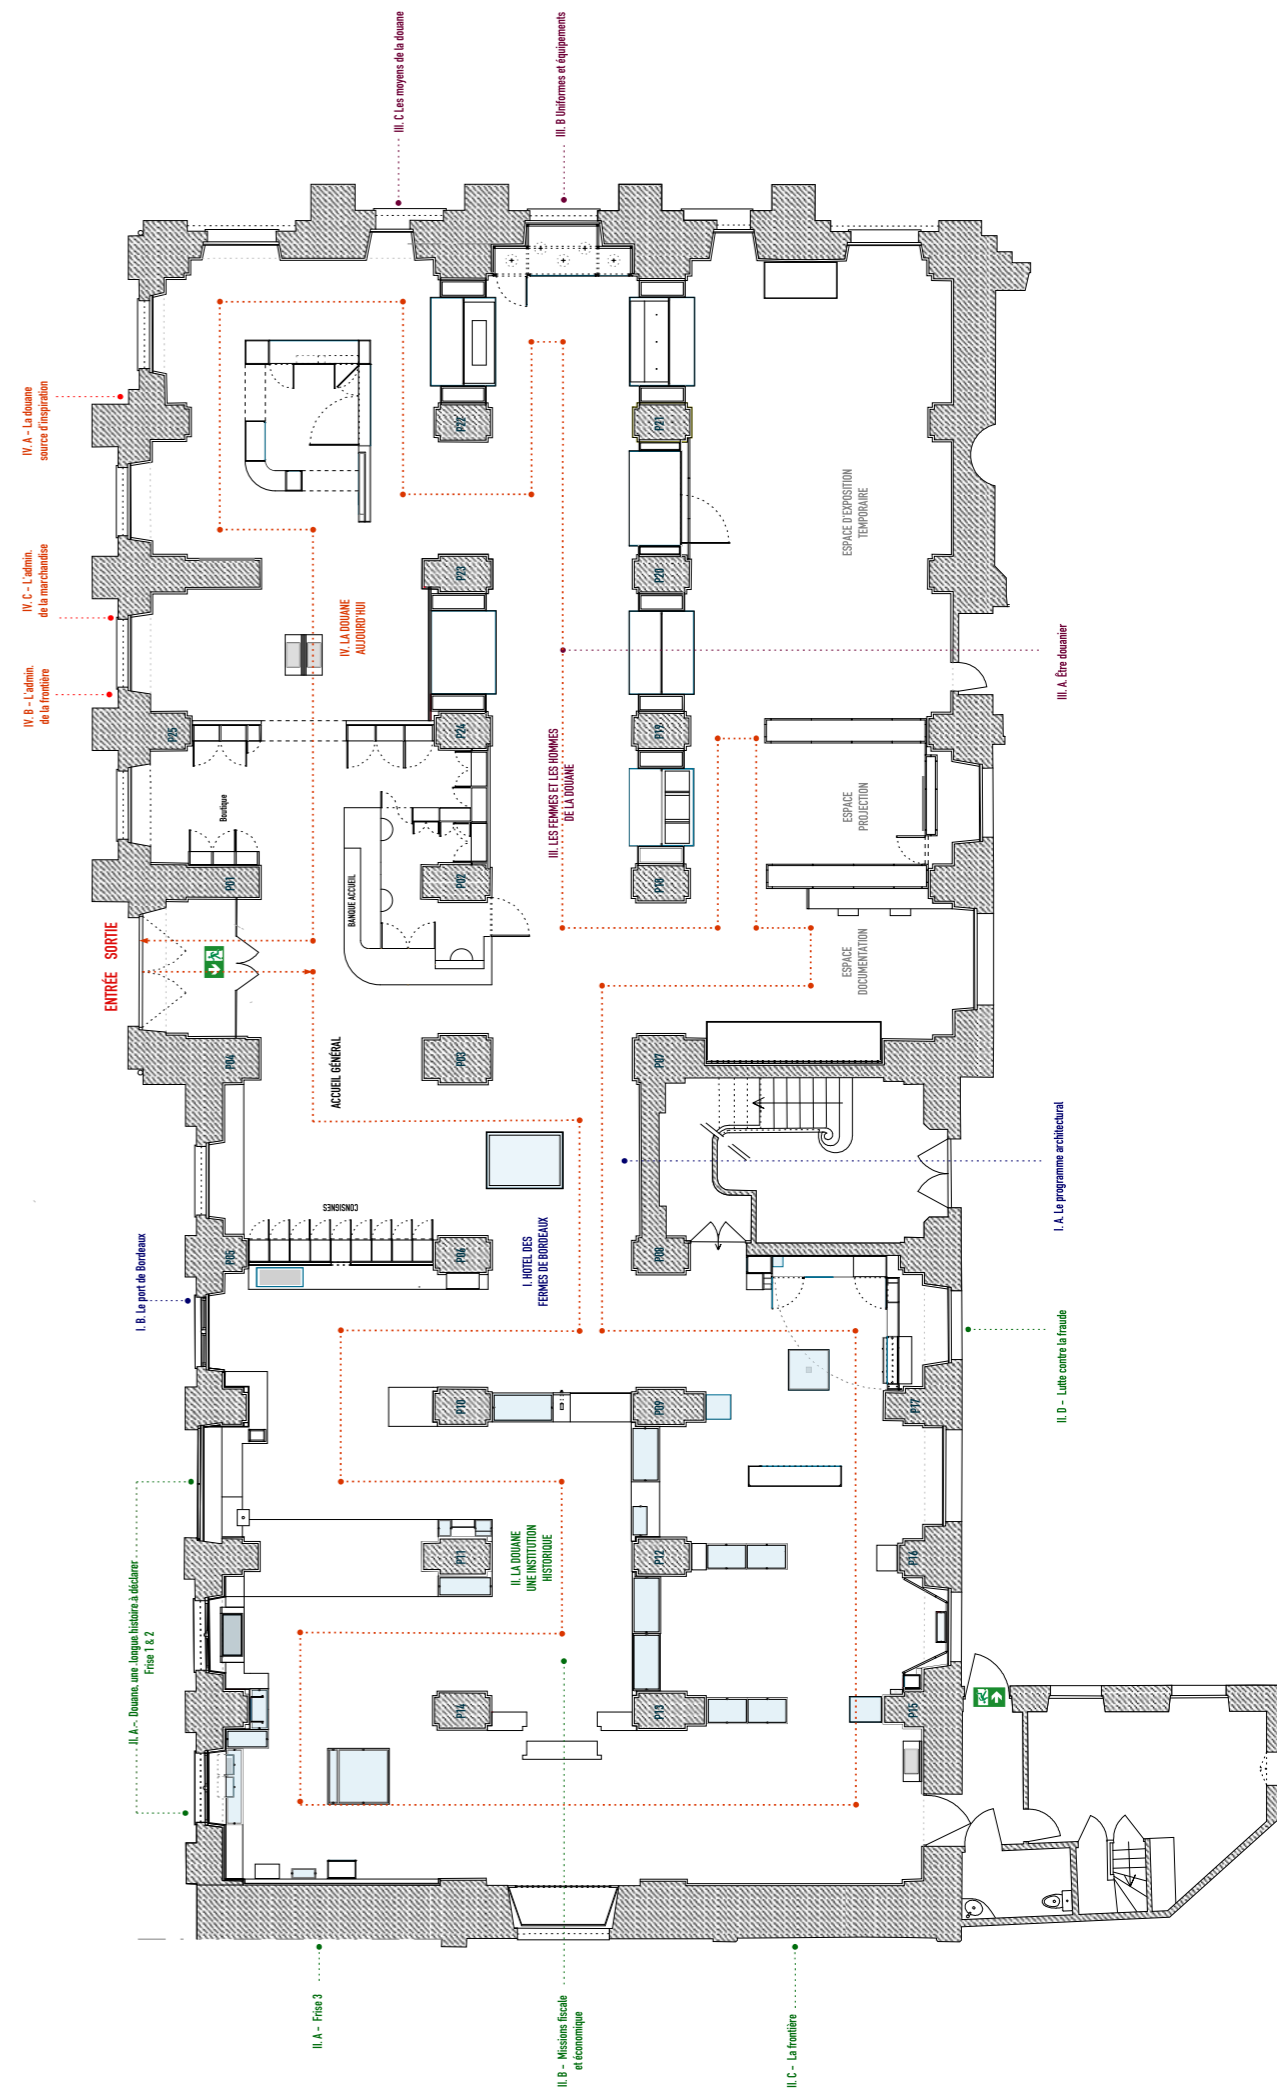 III. C Les moyens de la douane
III. B Uniformes et équipements
IV. A - La douane
source d'inspiration
IV. C - L'admin.
de la marchandise
IV. B - L'admin.
de la frontière
P22
P21
ESPACE D'EXPOSITION
TEMPORAIRE
P23
P20
IV. LA DOUANE
AUJOURD'HUI
III. A. Être douanier
P25
P24
P19
Boutique
III. LES FEMMES ET LES HOMMES
DE LA DOUANE
ESPACE
PROJECTION
P01
P02
P18
BANQUE ACCUEIL
ENTRÉE SORTIE
ESPACE
DOCUMENTATION
P04
P03
P07
ACCUEIL GÉNÉRAL
I. A. Le programme architectural
CONSIGNES
I. B. Le port de Bordeaux
P05
P06
P08
I. HOTEL DES
FERMES DE BORDEAUX
II. D - Lutte contre la fraude
P10
P09
P17
II. A - Douane, une longue histoire à déclarer
Frise 1 & 2
P11
P12
P16
II. LA DOUANE
UNE INSTITUTION
HISTORIQUE
P14
P13
P15
II. A - Frise 3
II. B - Missions fiscale
et économique
II. C - La frontière